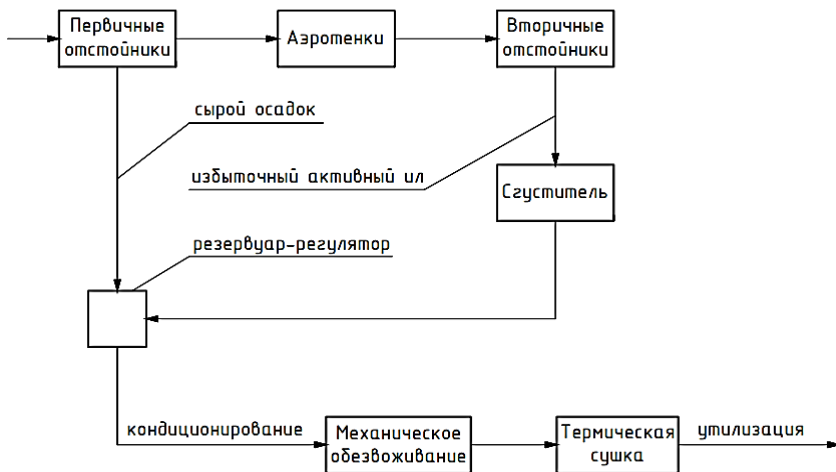 Первичные
отстойники
Аэротенки
Вторичные
отстойники
сырой осадок
избыточный активный ил
Сгуститель
резервуар-регулятор
кондиционирование
Механическое
обезвоживание
Термическая
сушка
утилизация